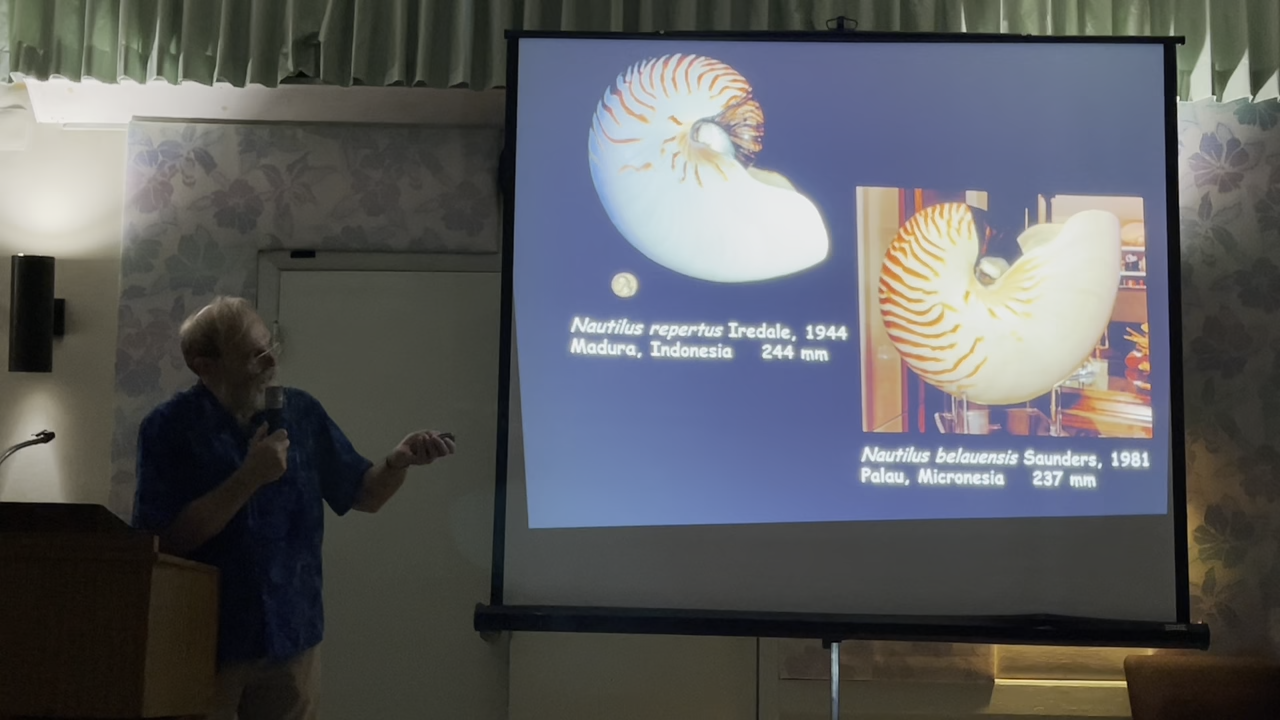 Nautilus repertus Iredale, 1944
Madura, Indonesia 244 mm
Nautilus belauensis Saunders, 1981
Palau, Micronesia 237 mm